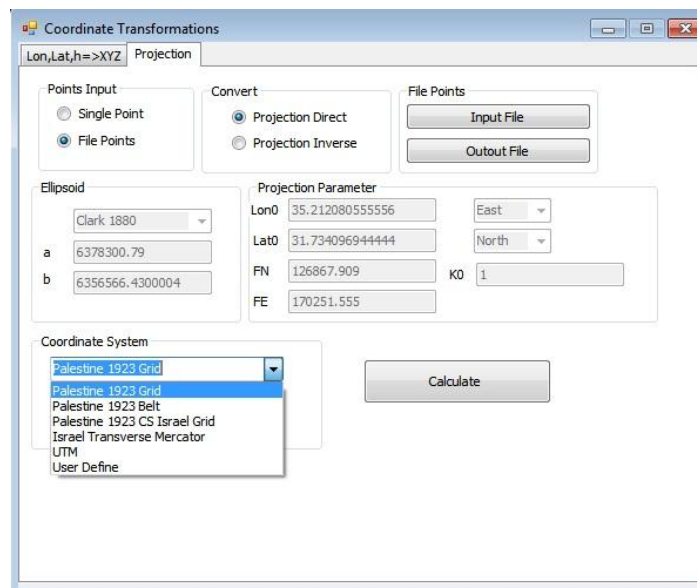 Coordinate Transformations
Lon,Lat,h=>XYZ Projection
Points Input
Single Point
File Points
Convert
Projection Direct
Projection Inverse
File Points
Input File
Outout File
Ellipsoid
Clark 1880
a 6378300.79
b 6356566.4300004
Projection Parameter
Lon0 35.212080555556 East
Lat0 31.734096944444 North
FN 126867.909 K0 1
FE 170251.555
Coordinate System
Palestine 1923 Grid
Palestine 1923 Grid
Palestine 1923 Belt
Palestine 1923 CS Israel Grid
Israel Transverse Mercator
UTM
User Define
Calculate